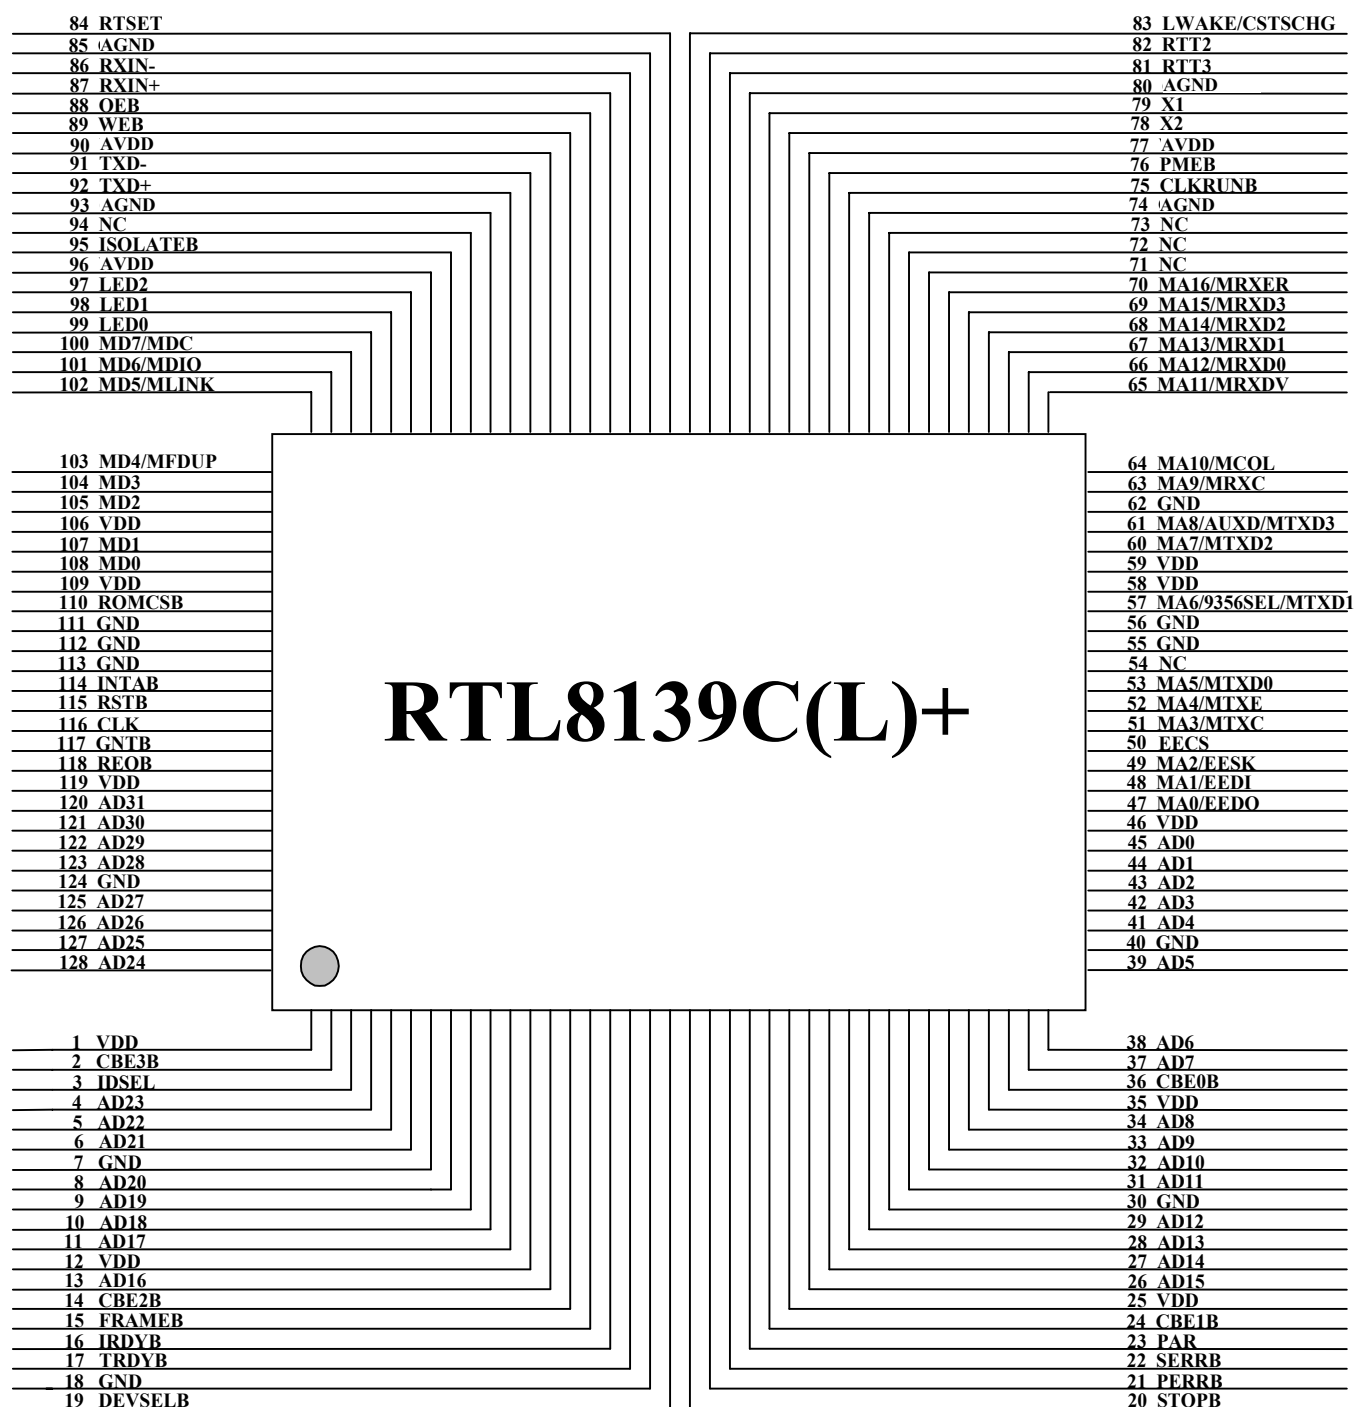 84 RTSET
85 AGND
86 RXIN-
87 RXIN+
88 OEB
89 WEB
90 AVDD
91 TXD-
92 TXD+
93 AGND
94 NC
95 ISOLATEB
96 AVDD
97 LED2
98 LED1
99 LED0
100 MD7/MDC
101 MD6/MDIO
102 MD5/MLINK
83 LWAKE/CSTSCHG
82 RTT2
81 RTT3
80 AGND
79 X1
78 X2
77 AVDD
76 PMEB
75 CLKRUNB
74 AGND
73 NC
72 NC
71 NC
70 MA16/MRXER
69 MA15/MRXD3
68 MA14/MRXD2
67 MA13/MRXD1
66 MA12/MRXD0
65 MA11/MRXDV
103 MD4/MFDUP
104 MD3
105 MD2
106 VDD
107 MD1
108 MD0
109 VDD
110 ROMCSB
111 GND
112 GND
113 GND
114 INTAB
115 RSTB
116 CLK
117 GNTB
118 REQB
119 VDD
120 AD31
121 AD30
122 AD29
123 AD28
124 GND
125 AD27
126 AD26
127 AD25
128 AD24
RTL8139C(L)+
64 MA10/MCOL
63 MA9/MRXC
62 GND
61 MA8/AUXD/MTXD3
60 MA7/MTXD2
59 VDD
58 VDD
57 MA6/9356SEL/MTXD1
56 GND
55 GND
54 NC
53 MA5/MTXD0
52 MA4/MTXE
51 MA3/MTXC
50 EECS
49 MA2/EESK
48 MA1/EEDI
47 MA0/EEDO
46 VDD
45 AD0
44 AD1
43 AD2
42 AD3
41 AD4
40 GND
39 AD5
1 VDD
2 CBE3B
3 IDSEL
4 AD23
5 AD22
6 AD21
7 GND
8 AD20
9 AD19
10 AD18
11 AD17
12 VDD
13 AD16
14 CBE2B
15 FRAMEB
16 IRDYB
17 TRDYB
18 GND
19 DEVSELB
38 AD6
37 AD7
36 CBE0B
35 VDD
34 AD8
33 AD9
32 AD10
31 AD11
30 GND
29 AD12
28 AD13
27 AD14
26 AD15
25 VDD
24 CBE1B
23 PAR
22 SERRB
21 PERRB
20 STOPB